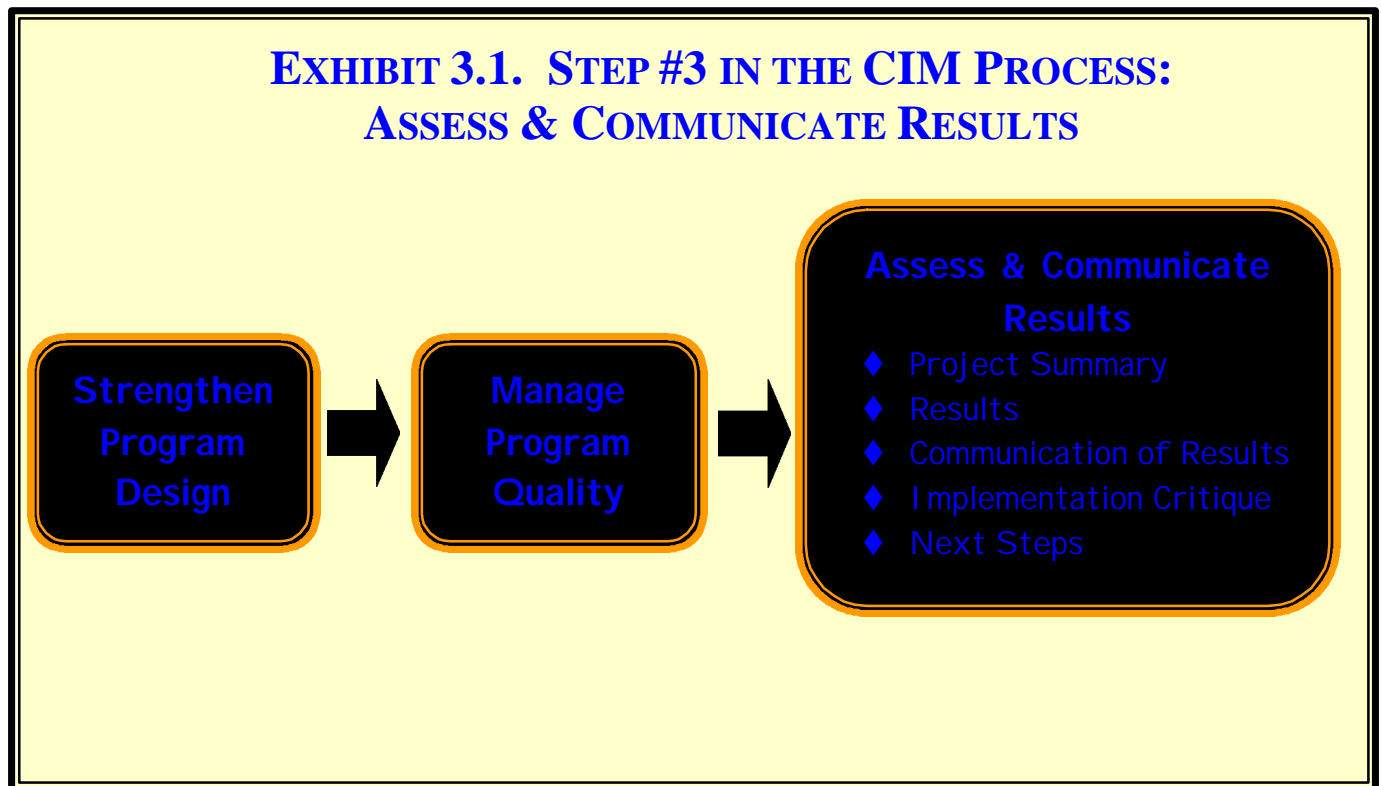 EXHIBIT 3.1. STEP #3 IN THE CIM PROCESS:
ASSESS & COMMUNICATE RESULTS
Strengthen
Program
Design
Manage
Program
Quality
Assess & Communicate
Results
♦ Project Summary
♦ Results
♦ Communication of Results
♦ Implementation Critique
♦ Next Steps